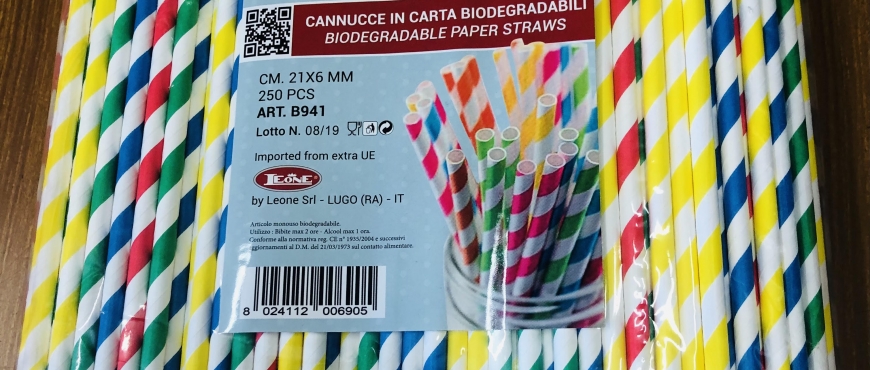 CANNUCCE IN CARTA BIODEGRADABILI
BIODEGRADABLE PAPER STRAWS
CM. 21X6 MM
250 PCS
ART. B941
Lotto N. 08/19
Imported from extra UE
LEONE
by Leone Srl - LUGO (RA) - IT
Articolo monouso biodegradabile.
Utilizzo : Bibite max 2 ore - Alcool max 1 ora.
Conforme alla normativa reg. CE n° 1935/2004 e successivi
aggiornamenti al D.M. del 21/03/1973 sul contatto alimentare.
8 024112 006905